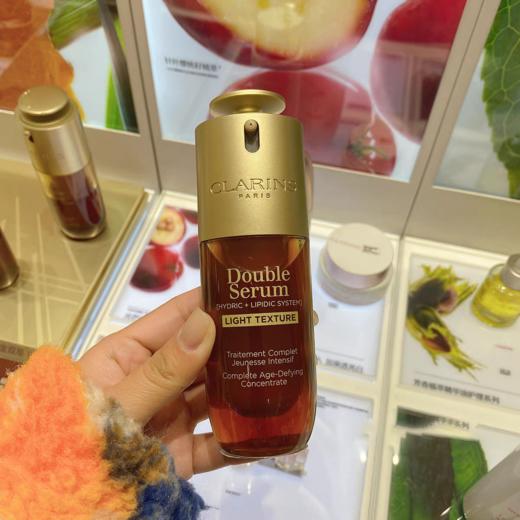 CLARINS
PARIS
Double
Serum
[HYDRIC + LIPIDIC SYSTEM]
LIGHT TEXTURE
Traitement Complet
Jeunesse Intensif
Complete Age-Defying
Concentrate